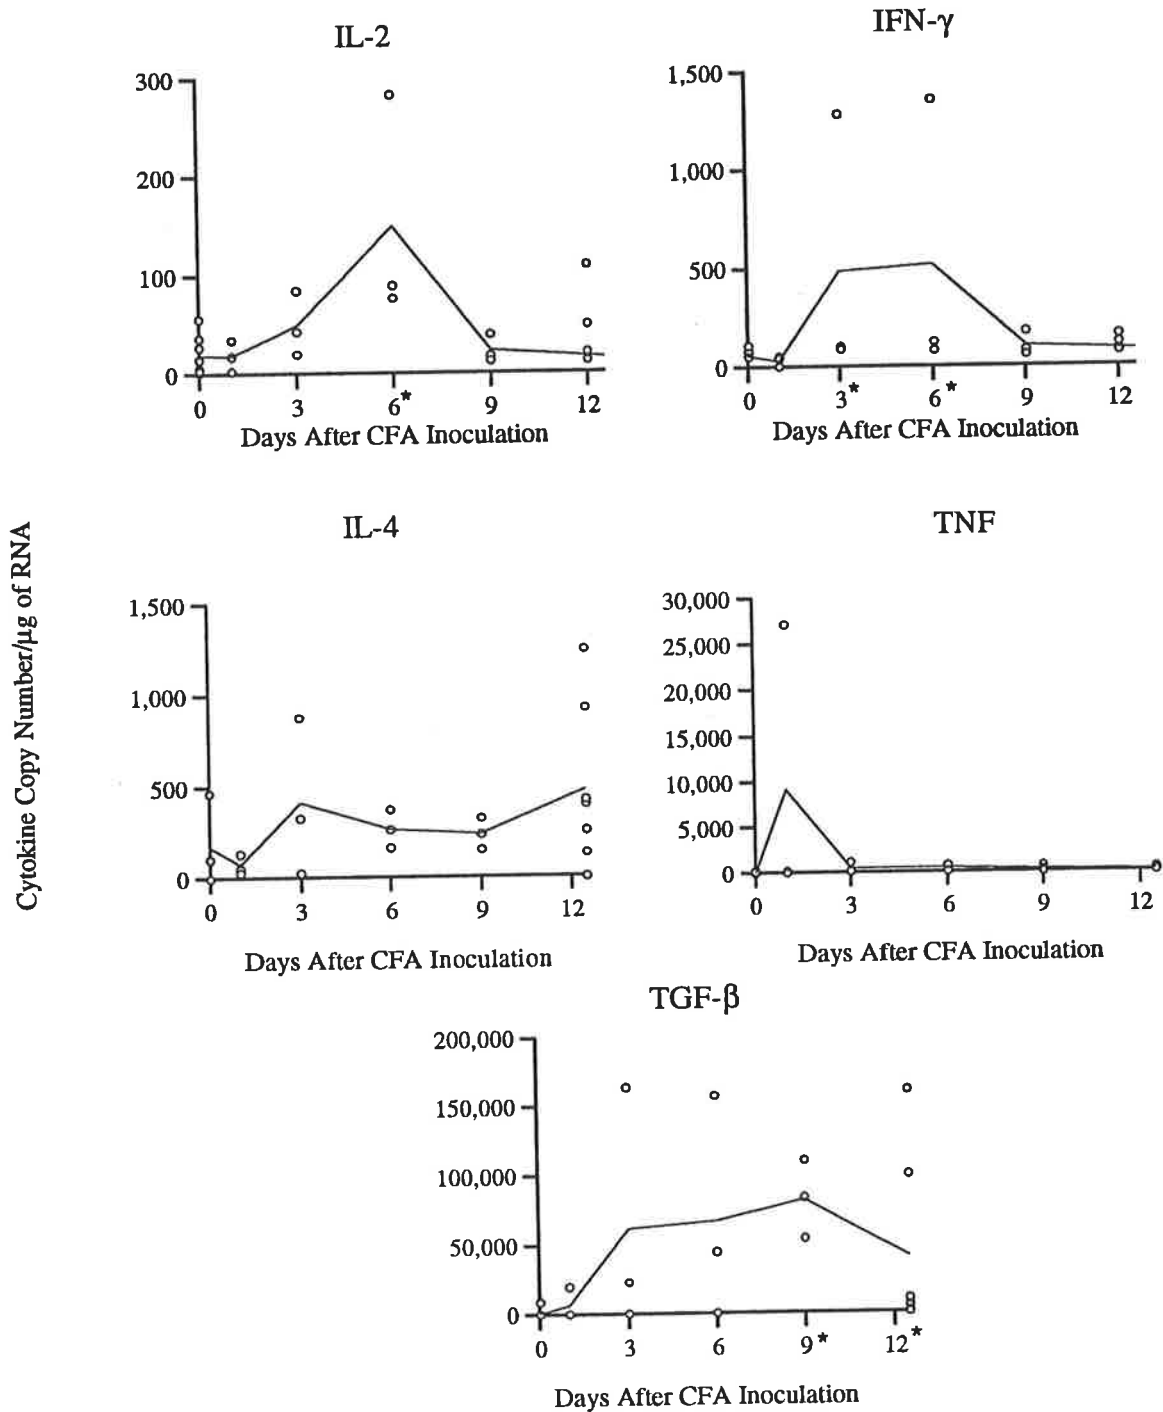 IL-2
300
200
100
0
0 3 6* 9 12
Days After CFA Inoculation
IFN-γ
1,500
1,000
500
0
0 3* 6* 9 12
Days After CFA Inoculation
Cytokine Copy Number/μg of RNA
IL-4
1,500
1,000
500
0
0 3 6 9 12
Days After CFA Inoculation
TNF
30,000
25,000
20,000
15,000
10,000
5,000
0
0 3 6 9 12
Days After CFA Inoculation
TGF-β
200,000
150,000
100,000
50,000
0
0 3 6 9* 12*
Days After CFA Inoculation